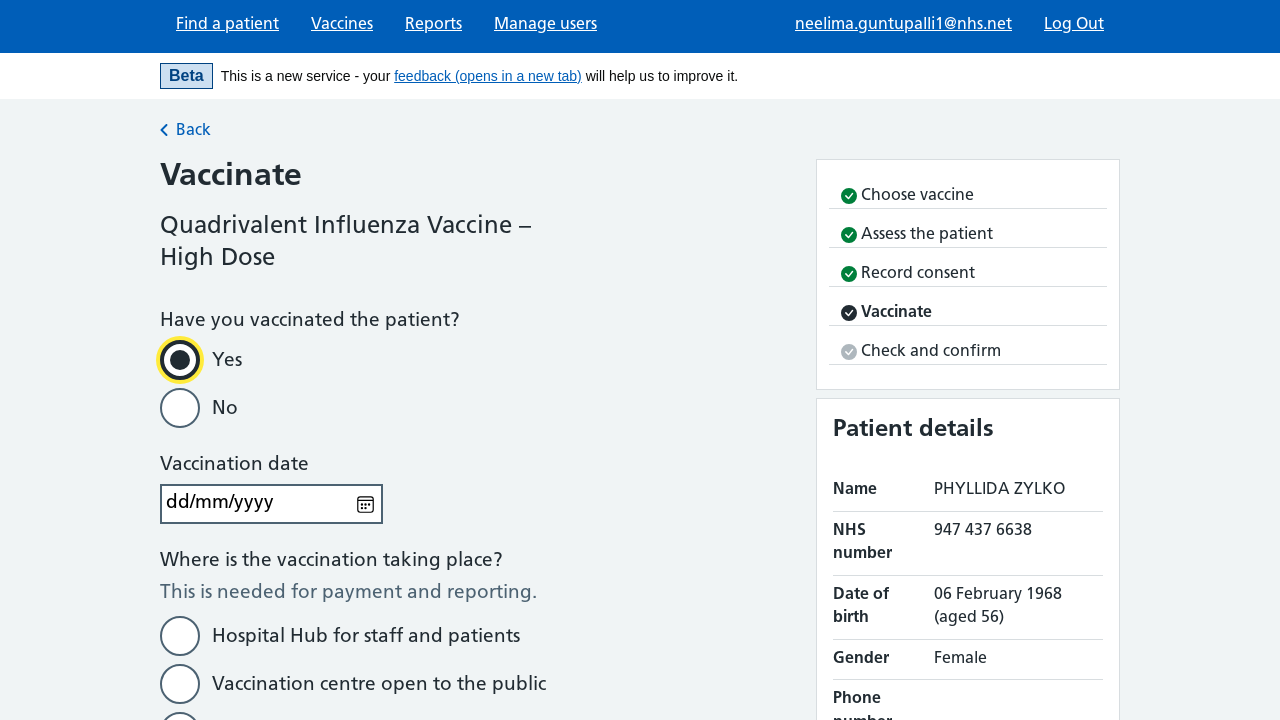 Find a patient Vaccines Reports Manage users neelima.guntupalli1@nhs.net Log Out
Beta This is a new service - your feedback (opens in a new tab) will help us to improve it.
Back
Vaccinate
Quadrivalent Influenza Vaccine –
High Dose
Have you vaccinated the patient?
Yes
No
Vaccination date
dd/mm/yyyy
Where is the vaccination taking place?
This is needed for payment and reporting.
Hospital Hub for staff and patients
Vaccination centre open to the public
Choose vaccine
Assess the patient
Record consent
Vaccinate
Check and confirm
Patient details
Name PHYLLIDA ZYLKO
NHS 947 437 6638
number
Date of 06 February 1968
birth (aged 56)
Gender Female
Phone
number